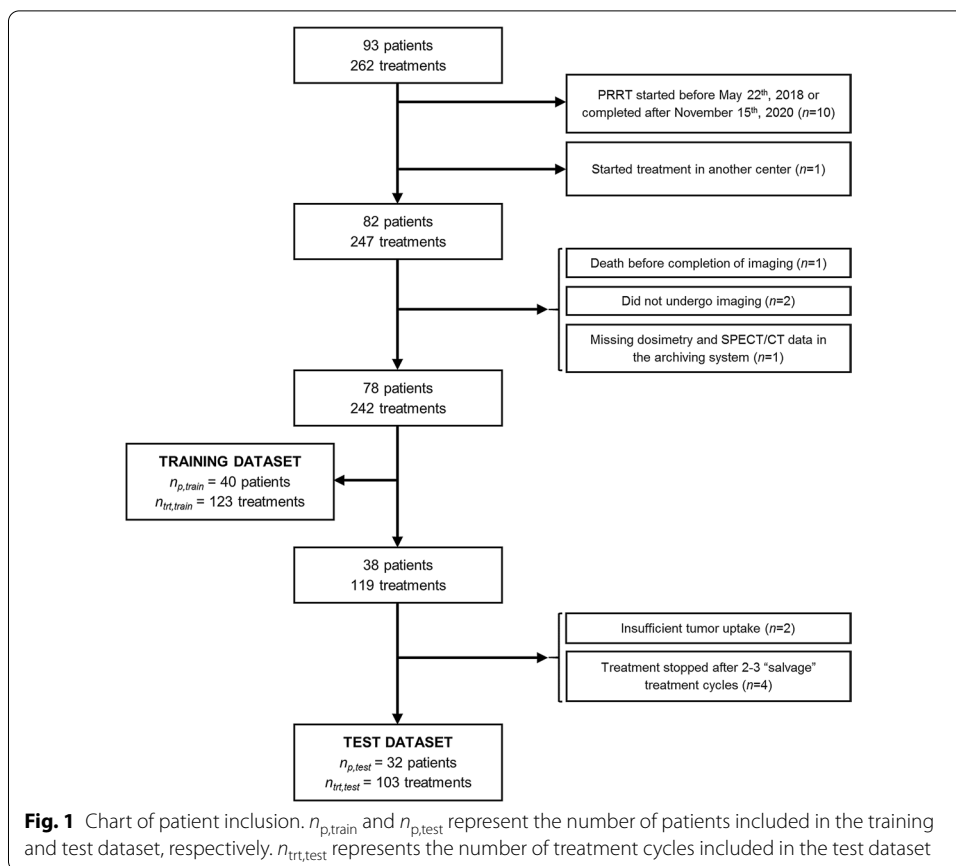 93 patients
262 treatments
PRRT started before May 22th, 2018 or
completed after November 15th, 2020 (n=10)
Started treatment in another center (n=1)
82 patients
247 treatments
Death before completion of imaging (n=1)
Did not undergo imaging (n=2)
Missing dosimetry and SPECT/CT data in
the archiving system (n=1)
78 patients
242 treatments
TRAINING DATASET
np,train = 40 patients
ntrt,train = 123 treatments
38 patients
119 treatments
Insufficient tumor uptake (n=2)
Treatment stopped after 2-3 “salvage”
treatment cycles (n=4)
TEST DATASET
np,test = 32 patients
ntrt,test = 103 treatments
Fig. 1 Chart of patient inclusion. np,train and np,test represent the number of patients included in the training
and test dataset, respectively. ntrt,test represents the number of treatment cycles included in the test dataset